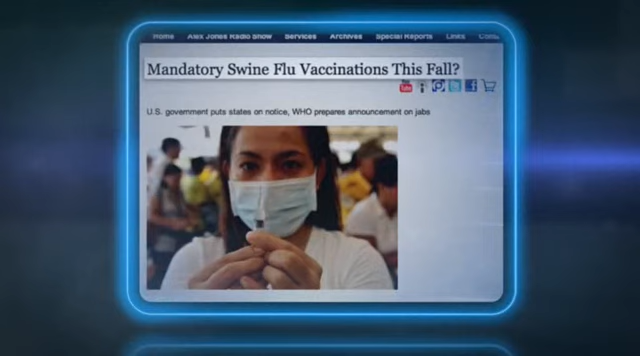 Home Alex Jones Radio Show Services Archives Special Reports Links
Mandatory Swine Flu Vaccinations This Fall?
You
U.S. government puts states on notice, WHO prepares announcement on jabs